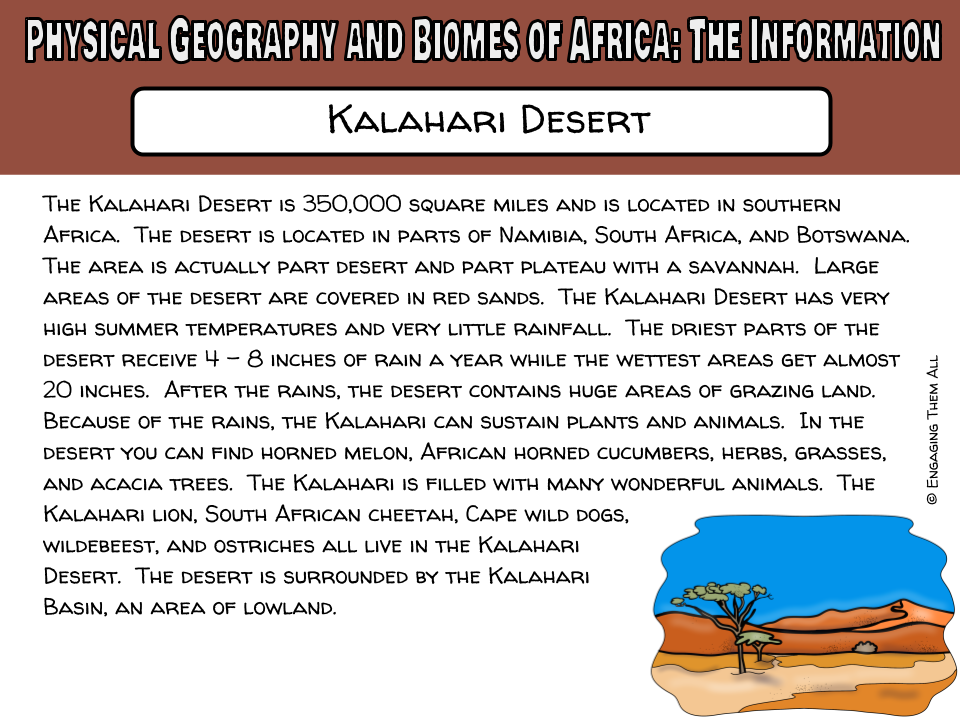 Physical Geography and Biomes of Africa: The Information
Kalahari Desert
The Kalahari Desert is 350,000 square miles and is located in southern
Africa. The desert is located in parts of Namibia, South Africa, and Botswana.
The area is actually part desert and part plateau with a savannah. Large
areas of the desert are covered in red sands. The Kalahari Desert has very
high summer temperatures and very little rainfall. The driest parts of the
desert receive 4 – 8 inches of rain a year while the wettest areas get almost
20 inches. After the rains, the desert contains huge areas of grazing land.
Because of the rains, the Kalahari can sustain plants and animals. In the
desert you can find horned melon, African horned cucumbers, herbs, grasses,
and acacia trees. The Kalahari is filled with many wonderful animals. The
Kalahari lion, South African cheetah, Cape wild dogs,
wildebeest, and ostriches all live in the Kalahari
Desert. The desert is surrounded by the Kalahari
Basin, an area of lowland.
© Engaging Them All